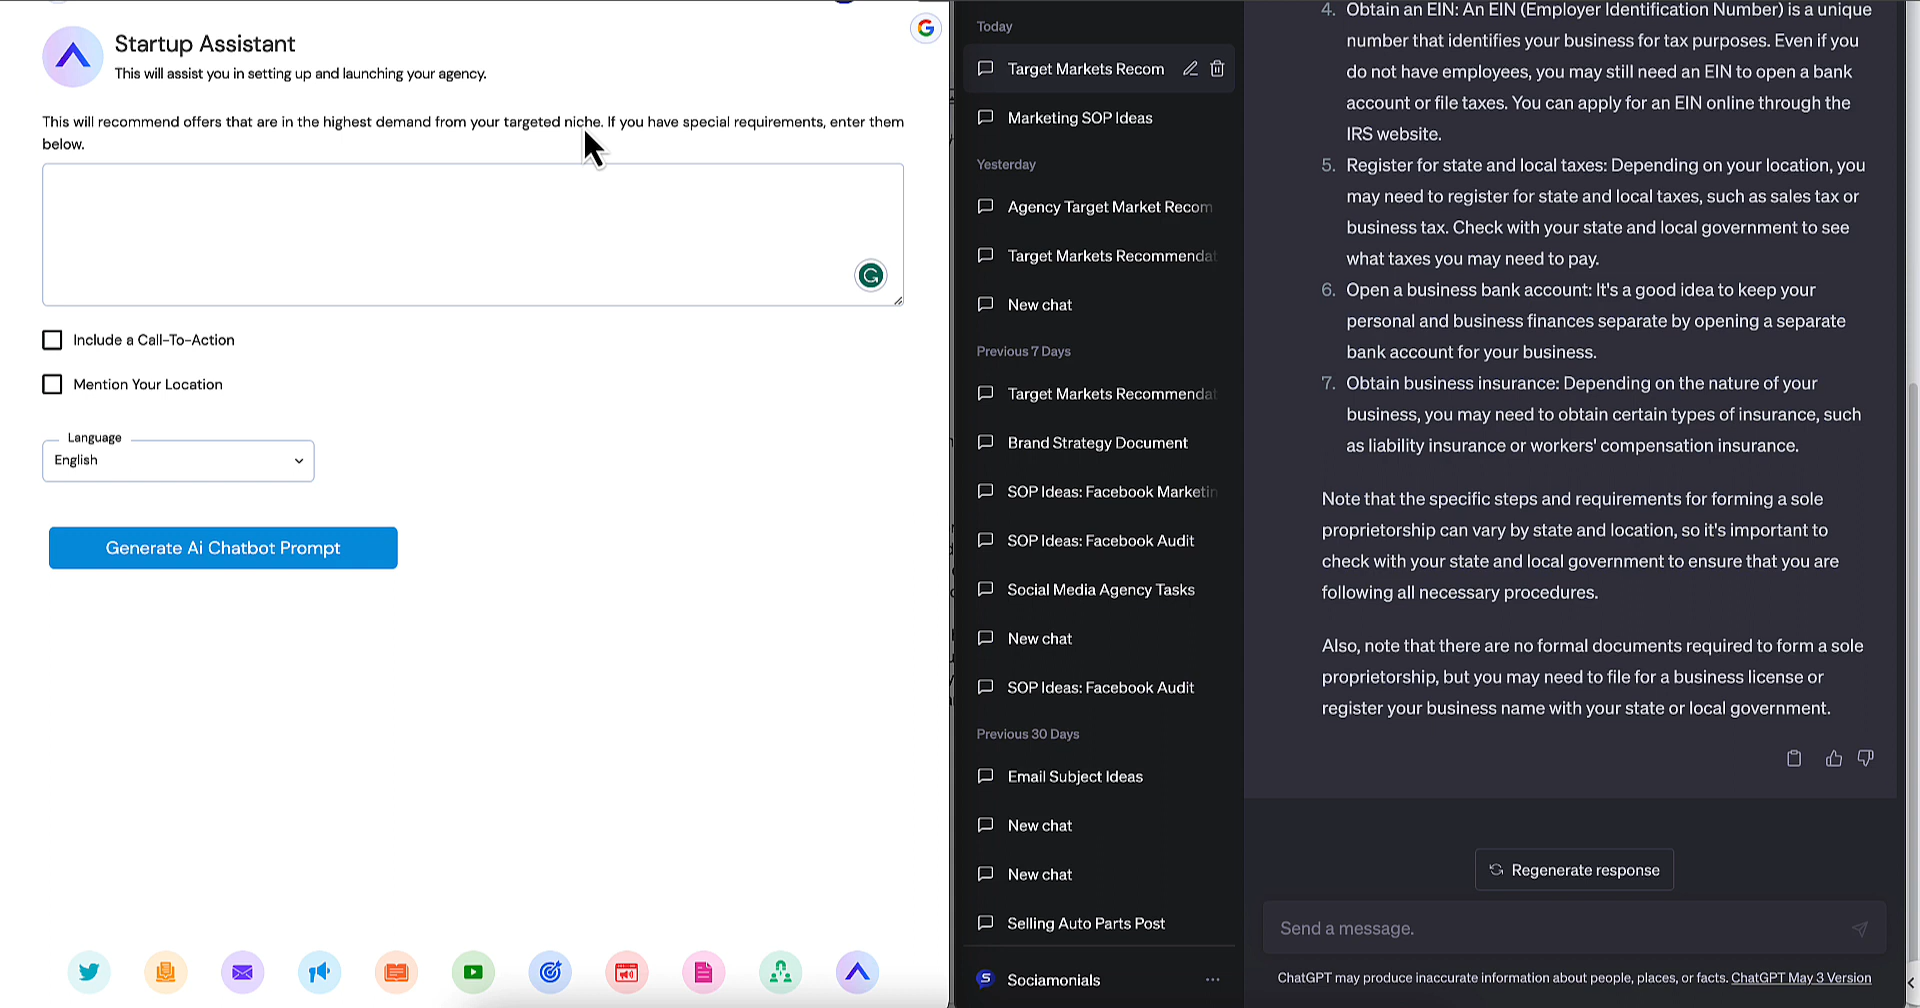 Startup Assistant
This will assist you in setting up and launching your agency.
This will recommend offers that are in the highest demand from your targeted niche. If you have special requirements, enter them
below.
Include a Call-To-Action
Mention Your Location
Language
English
Generate Ai Chatbot Prompt
Today
Target Markets Recom
Marketing SOP Ideas
Yesterday
Agency Target Market Recom
Target Markets Recommendat
New chat
Previous 7 Days
Target Markets Recommendat
Brand Strategy Document
SOP Ideas: Facebook Marketin
SOP Ideas: Facebook Audit
Social Media Agency Tasks
New chat
SOP Ideas: Facebook Audit
Previous 30 Days
Email Subject Ideas
New chat
New chat
Selling Auto Parts Post
Sociamonials
4. Obtain an EIN: An EIN (Employer Identification Number) is a unique
number that identifies your business for tax purposes. Even if you
do not have employees, you may still need an EIN to open a bank
account or file taxes. You can apply for an EIN online through the
IRS website.
5. Register for state and local taxes: Depending on your location, you
may need to register for state and local taxes, such as sales tax or
business tax. Check with your state and local government to see
what taxes you may need to pay.
6. Open a business bank account: It's a good idea to keep your
personal and business finances separate by opening a separate
bank account for your business.
7. Obtain business insurance: Depending on the nature of your
business, you may need to obtain certain types of insurance, such
as liability insurance or workers' compensation insurance.
Note that the specific steps and requirements for forming a sole
proprietorship can vary by state and location, so it's important to
check with your state and local government to ensure that you are
following all necessary procedures.
Also, note that there are no formal documents required to form a sole
proprietorship, but you may need to file for a business license or
register your business name with your state or local government.
Regenerate response
Send a message.
ChatGPT may produce inaccurate information about people, places, or facts. ChatGPT May 3 Version